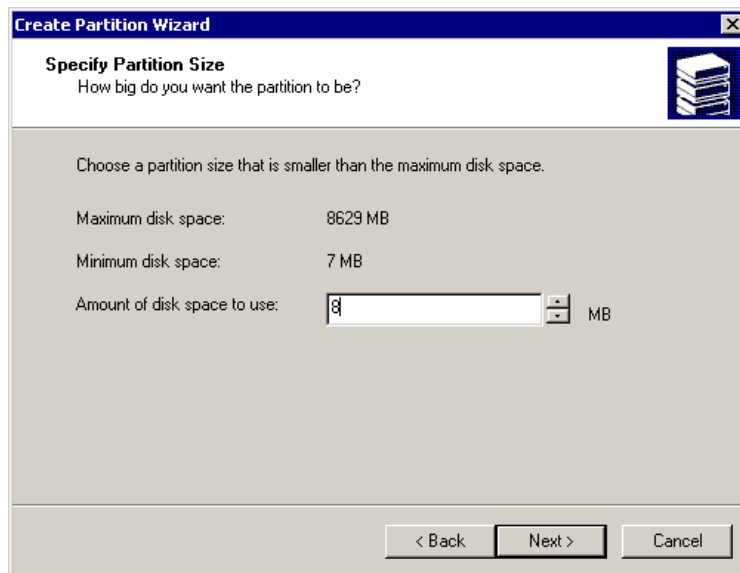 Create Partition Wizard
Specify Partition Size
How big do you want the partition to be?
Choose a partition size that is smaller than the maximum disk space.
Maximum disk space: 8629 MB
Minimum disk space: 7 MB
Amount of disk space to use: 8 MB
< Back Next > Cancel